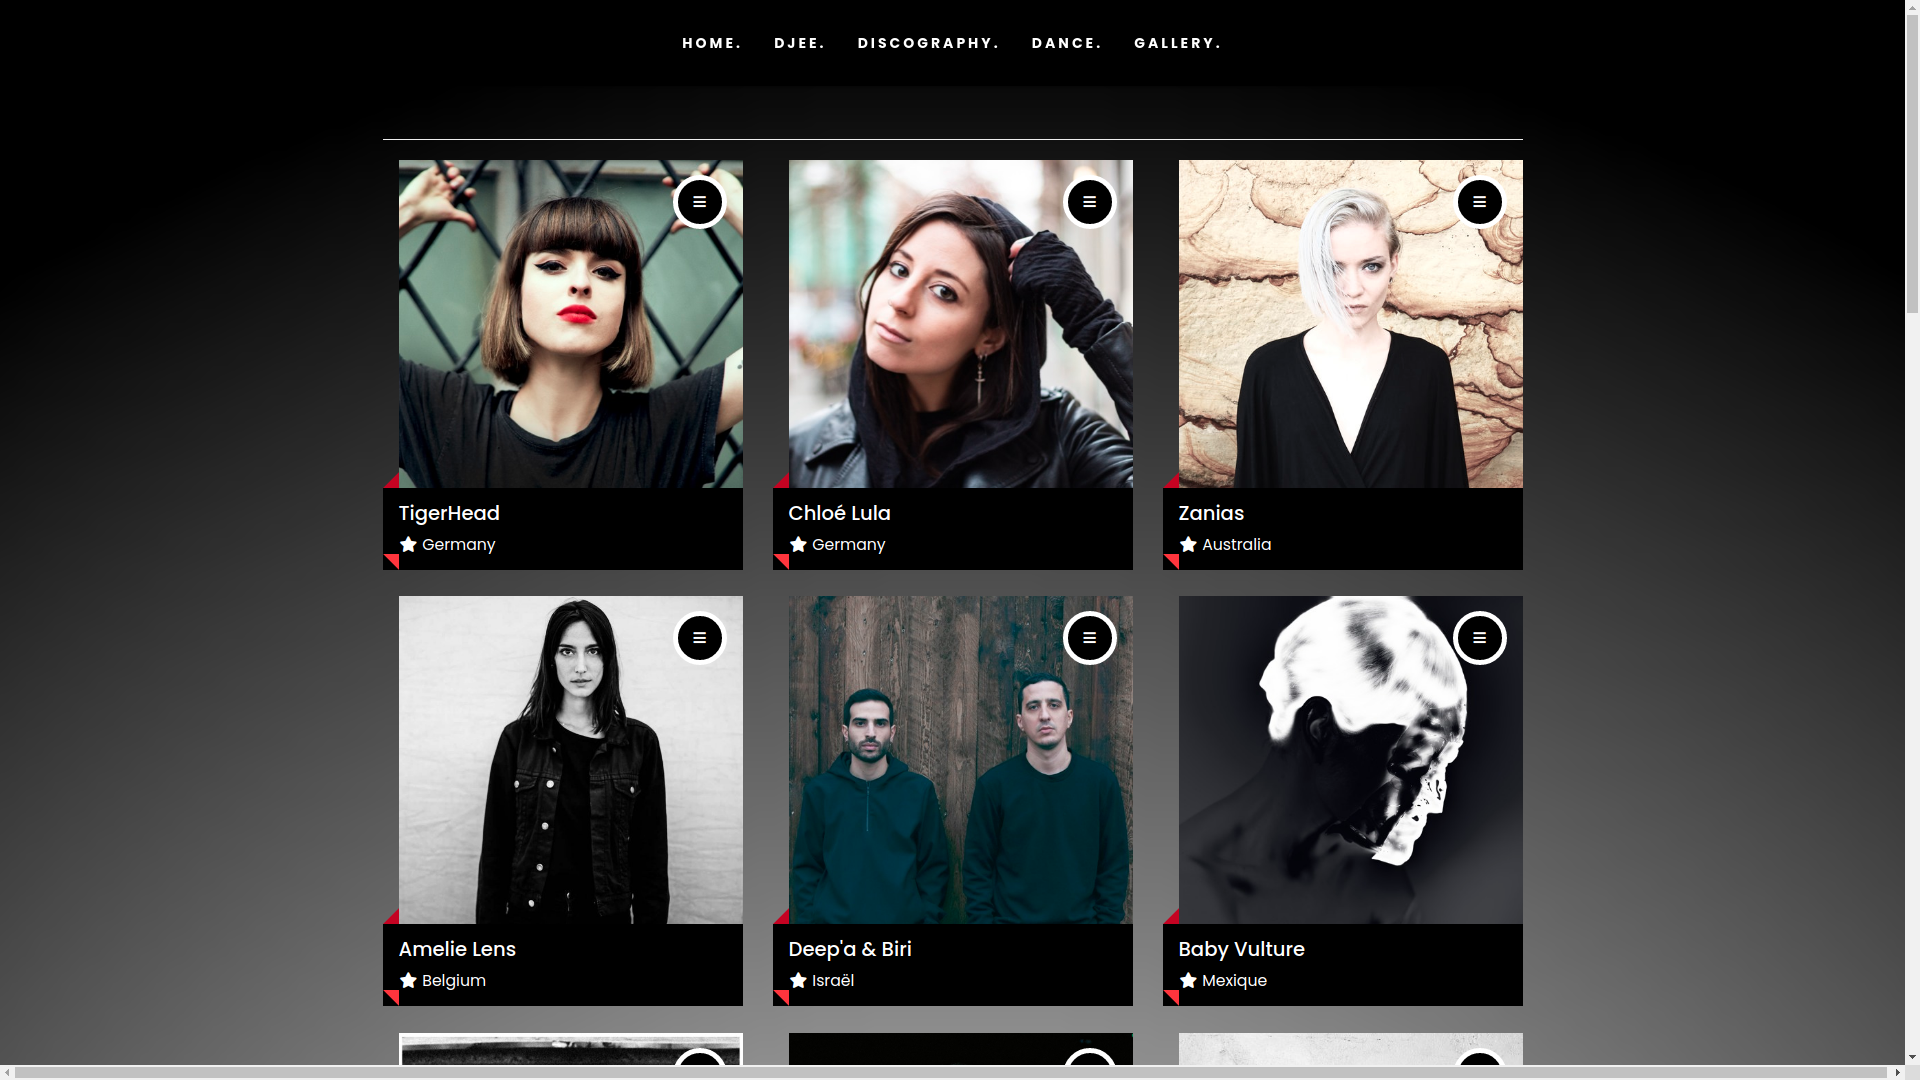 HOME. DJEE. DISCOGRAPHY. DANCE. GALLERY.
TigerHead
Germany
Chloé Lula
Germany
Zanias
Australia
Amelie Lens
Belgium
Deep'a & Biri
Israël
Baby Vulture
Mexique